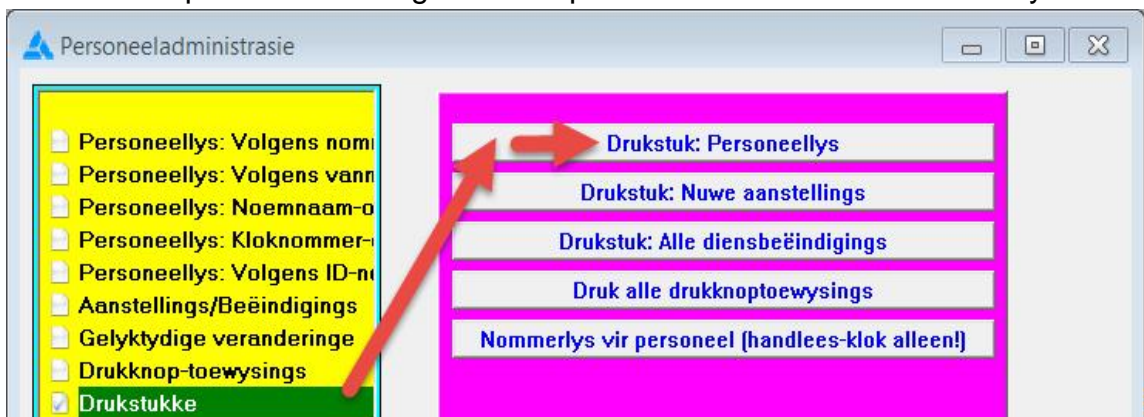 Personeeladministrasie
Personeellys: Volgens nom
Personeellys: Volgens van
Personeellys: Noemnaam-o
Personeellys: Kloknommer-
Personeellys: Volgens ID-n
Aanstellings/Beëindigings
Gelyktydige veranderinge
Drukknop-toewysings
Drukstukke
Drukstuk: Personeellys
Drukstuk: Nuwe aanstellings
Drukstuk: Alle diensbeëindigings
Druk alle drukknoptoewysings
Nommerlys vir personeel (handlees-klok alleen!)